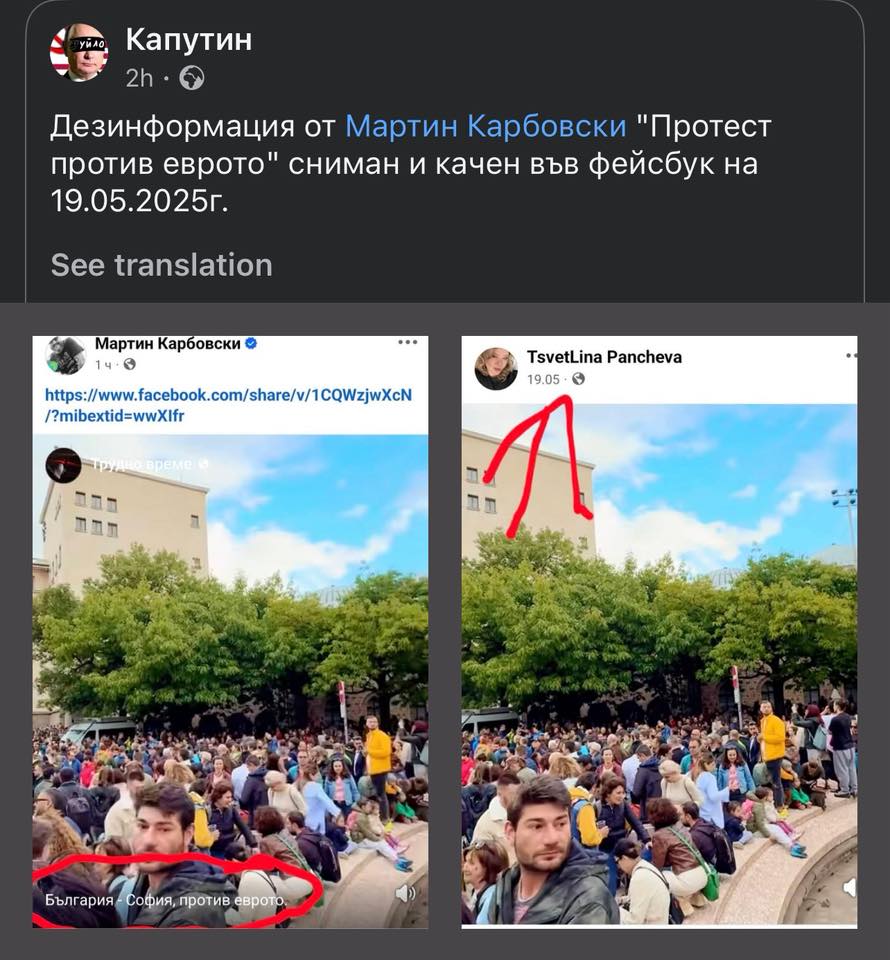 Капутин
2h ·
Дезинформация от Мартин Карбовски "Протест
против еврото" сниман и качен във фейсбук на
19.05.2025г.
See translation
Мартин Карбовски
1 ч ·
https://www.facebook.com/share/v/1CQWzjwXcN
/?mibextid=wwXIfr
Трудно време
България - София, против еврото.
TsvetLina Pancheva
19.05 ·